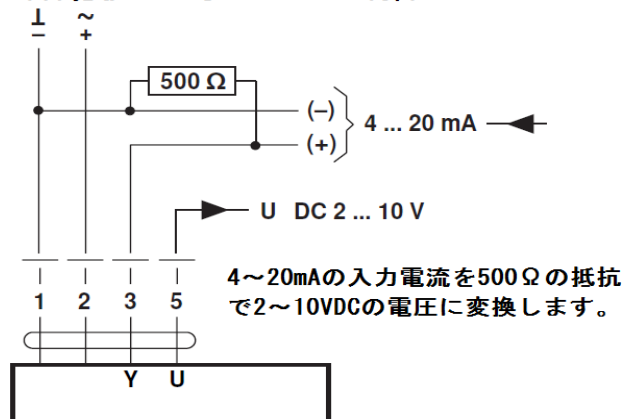 ⊥ ~
− +
500 Ω
(−)
(+)
4 ... 20 mA
U DC 2 ... 10 V
4～20mAの入力電流を500Ωの抵抗
で2～10VDCの電圧に変換します。
1 2 3 5
Y U